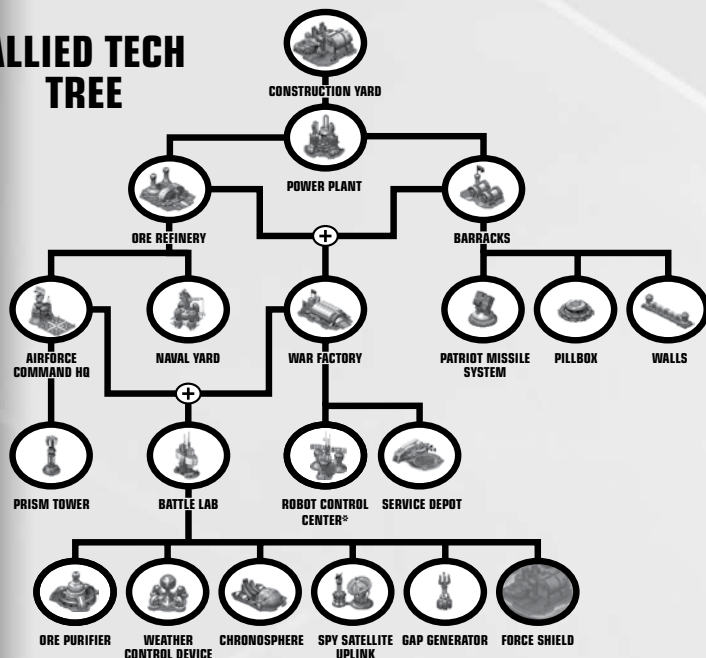 ALLIED TECH
TREE
CONSTRUCTION YARD
POWER PLANT
ORE REFINERY
BARRACKS
AIRFORCE
COMMAND HQ
NAVAL YARD
WAR FACTORY
PATRIOT MISSILE
SYSTEM
PILLBOX
WALLS
PRISM TOWER
BATTLE LAB
ROBOT CONTROL
CENTER*
SERVICE DEPOT
ORE PURIFIER
WEATHER
CONTROL DEVICE
CHRONOSPHERE
SPY SATELLITE
UPLINK
GAP GENERATOR
FORCE SHIELD